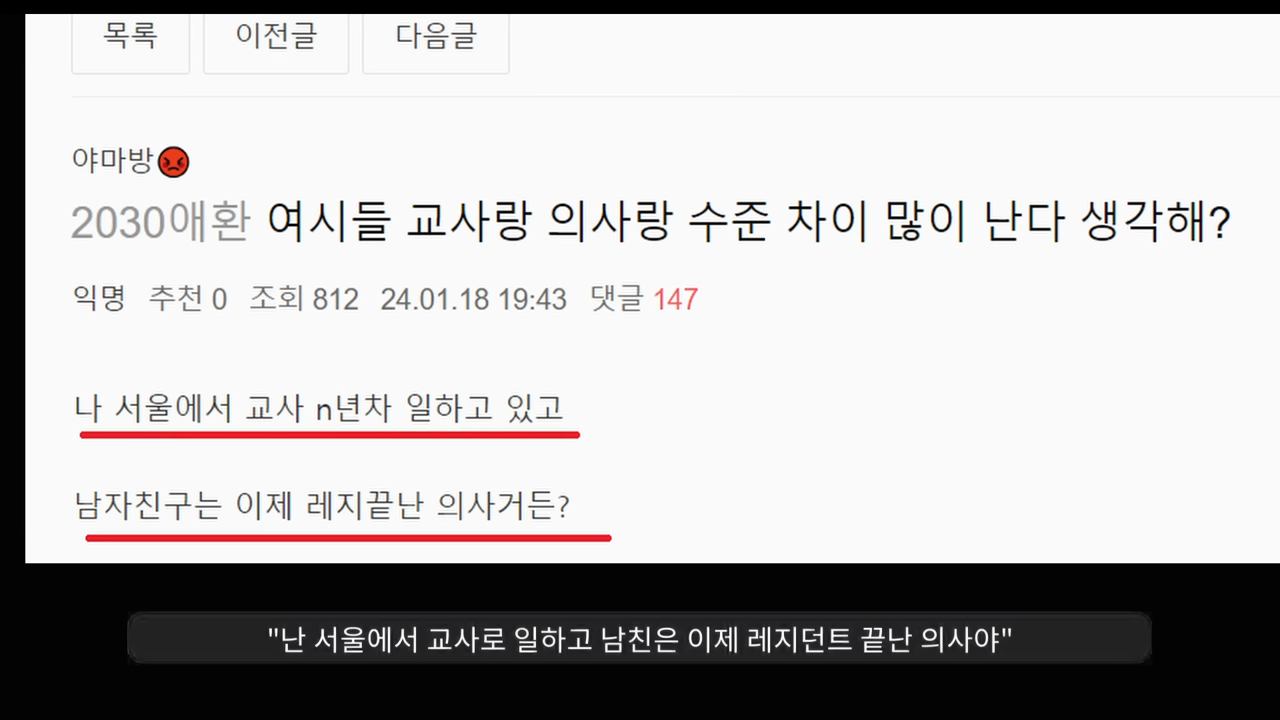 목록 이전글 다음글
야마방😡
2030애환 여시들 교사랑 의사랑 수준 차이 많이 난다 생각해?
익명 추천 0 조회 812 24.01.18 19:43 댓글 147
나 서울에서 교사 n년차 일하고 있고
남자친구는 이제 레지끝난 의사거든?
"난 서울에서 교사로 일하고 남친은 이제 레지던트 끝난 의사야"